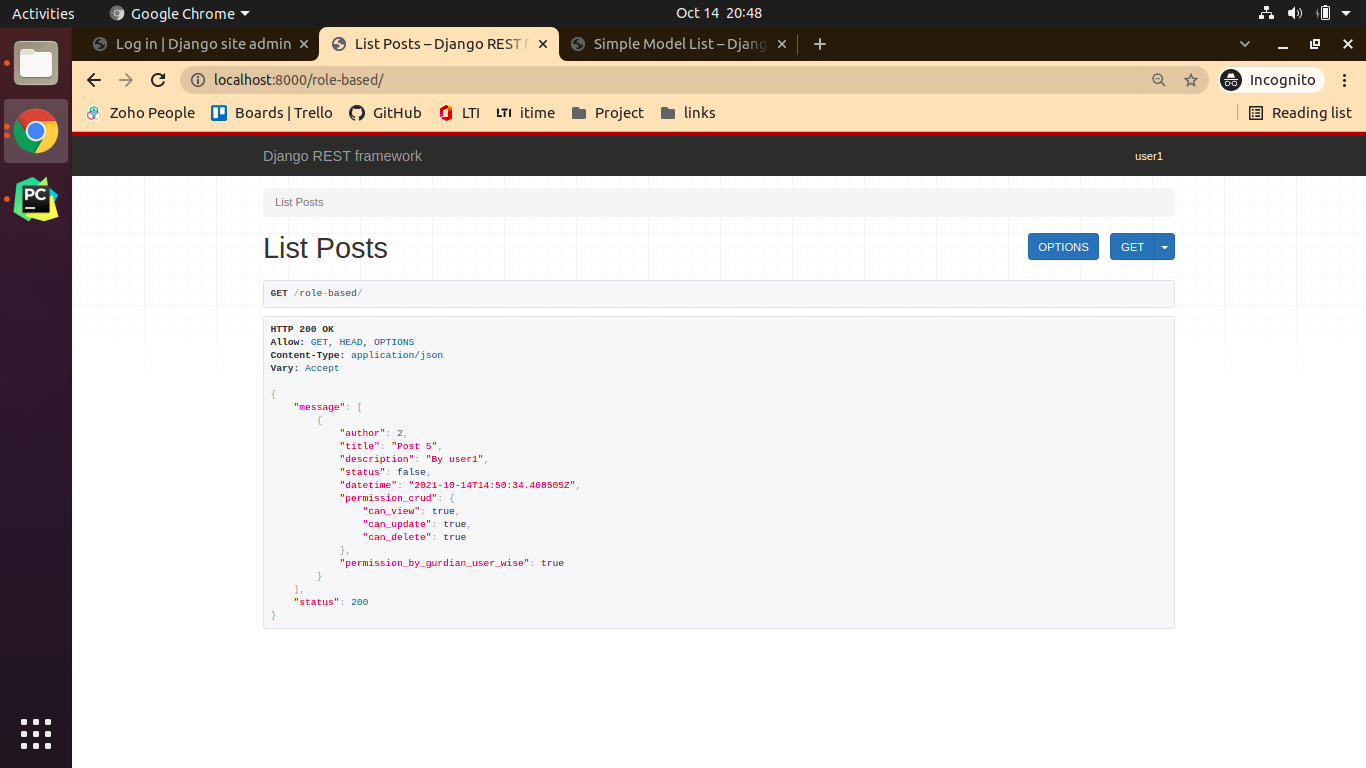 Activities
Google Chrome
Oct 14 20:48
Log in | Django site admin
List Posts – Django REST f
Simple Model List – Djang
localhost:8000/role-based/
Incognito
Zoho People
Boards | Trello
GitHub
LTI
LTI itime
Project
links
Reading list
PC
Django REST framework
user1
List Posts
List Posts
OPTIONS
GET
GET /role-based/
HTTP 200 OK
Allow: GET, HEAD, OPTIONS
Content-Type: application/json
Vary: Accept
{
"message": [
{
"author": 2,
"title": "Post 5",
"description": "By user1",
"status": false,
"datetime": "2021-10-14T14:50:34.408505Z",
"permission_crud": {
"can_view": true,
"can_update": true,
"can_delete": true
},
"permission_by_gurdian_user_wise": true
}
],
"status": 200
}